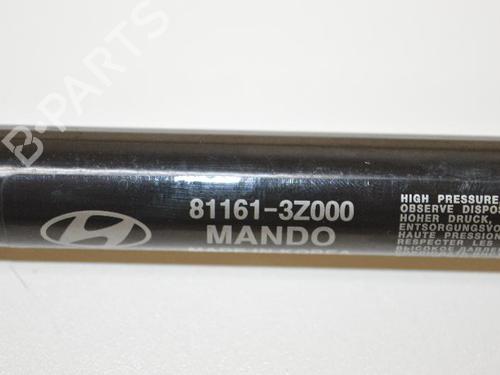 81161-3Z000
MANDO
HIGH PRESSURE
OBSERVE DISPOS
HOHER DRUCK,
ENTSORGUNGSVO
HAUTE PRESSION
RESPECTER LES
B-Parts